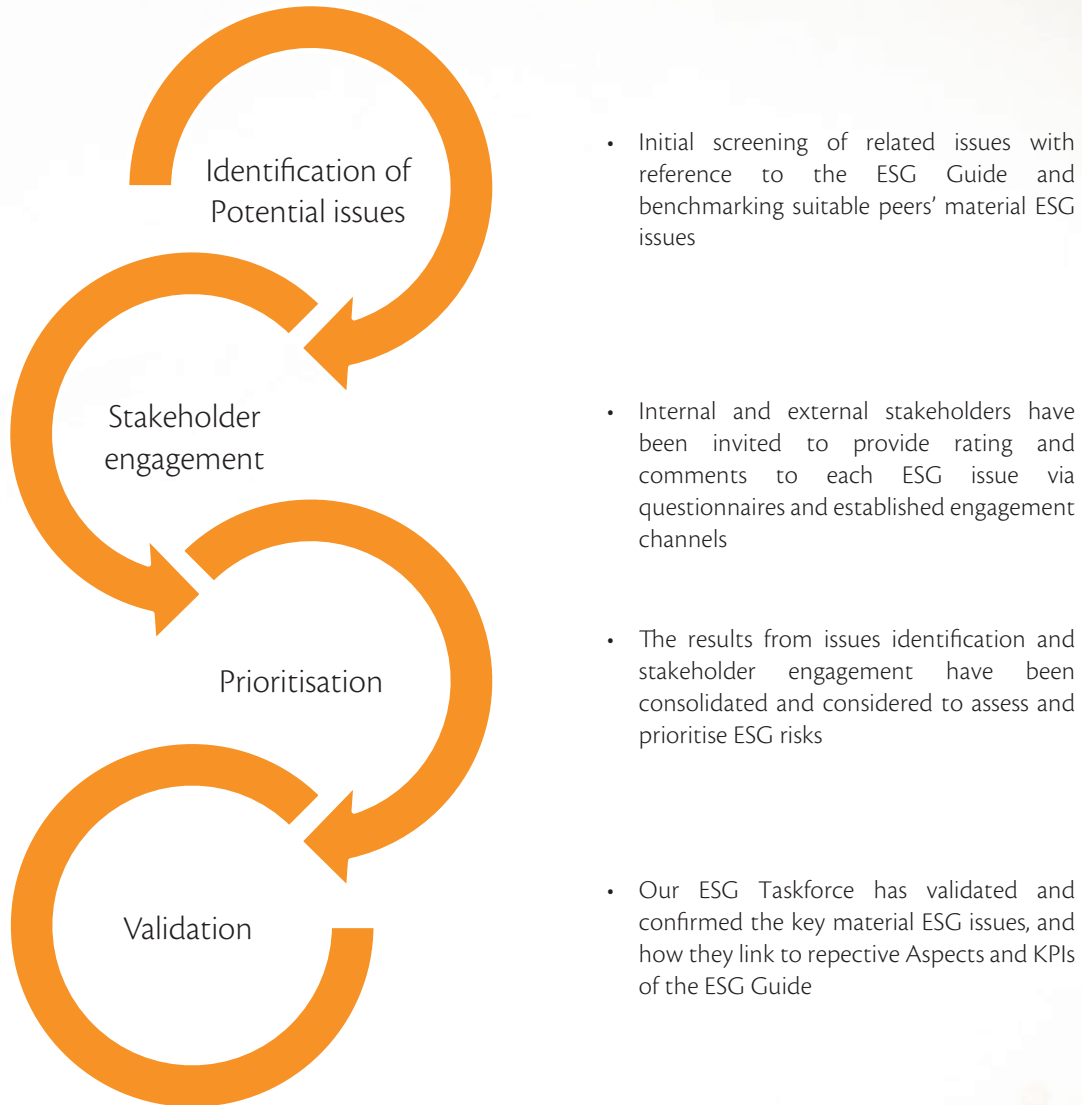 Identification of
Potential issues
• Initial screening of related issues with
reference to the ESG Guide and
benchmarking suitable peers’ material ESG
issues
Stakeholder
engagement
• Internal and external stakeholders have
been invited to provide rating and
comments to each ESG issue via
questionnaires and established engagement
channels
Prioritisation
• The results from issues identification and
stakeholder engagement have been
consolidated and considered to assess and
prioritise ESG risks
Validation
• Our ESG Taskforce has validated and
confirmed the key material ESG issues, and
how they link to repective Aspects and KPIs
of the ESG Guide